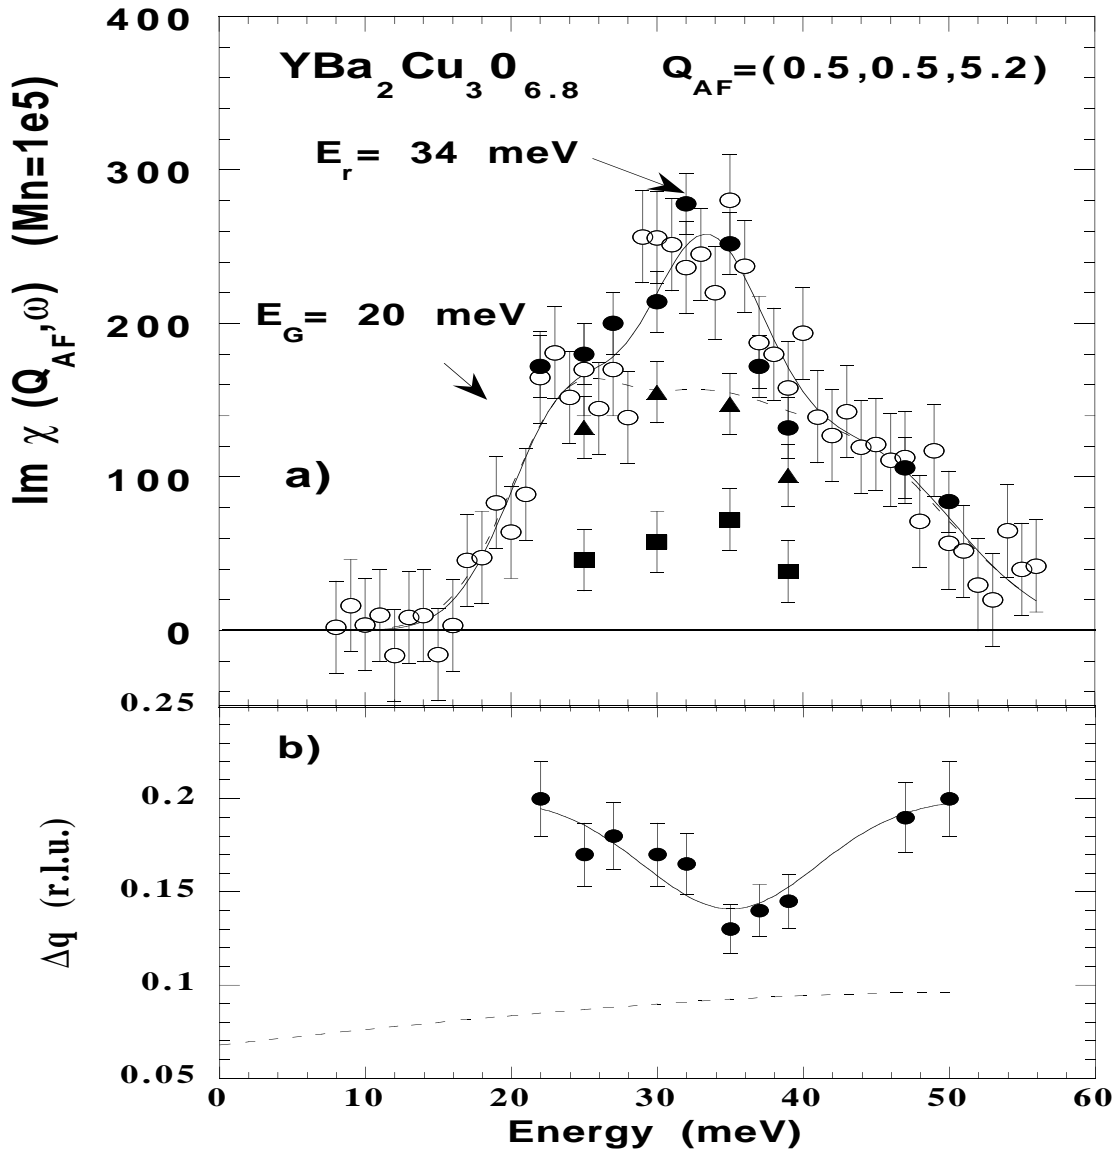 400
YBa2Cu3O6.8 QAF=(0.5,0.5,5.2)
Er= 34 meV
300
EG= 20 meV
200
Im χ (QAF,ω) (Mn=1e5)
a)
100
0
0.25
b)
0.2
0.15
Δq (r.l.u.)
0.1
0.05
0 10 20 30 40 50 60
Energy (meV)